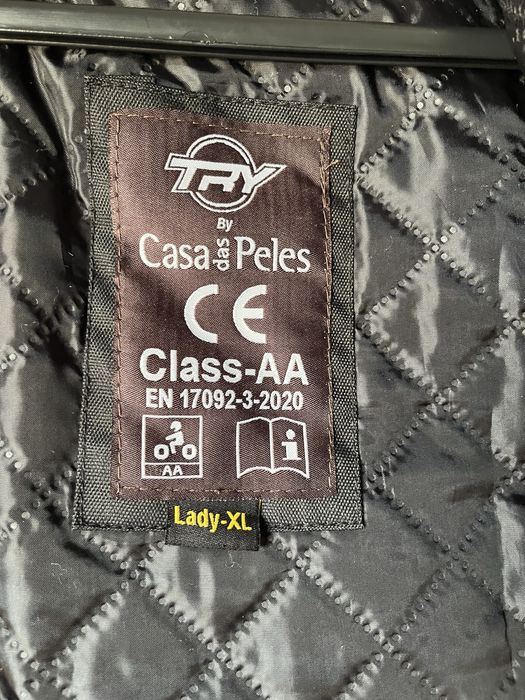 TRY
By
Casa das Peles
CE
Class-AA
EN 17092-3-2020
AA
i
Lady-XL